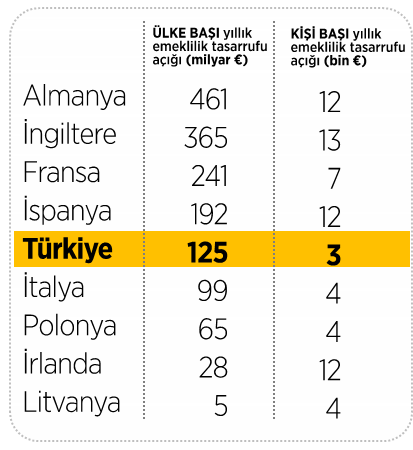 ÜLKE BAŞI yıllık
emeklilik tasarrufu
açığı (milyar €)
KİŞİ BAŞI yıllık
emeklilik tasarrufu
açığı (bin €)
Almanya 461 12
İngiltere 365 13
Fransa 241 7
İspanya 192 12
Türkiye 125 3
İtalya 99 4
Polonya 65 4
İrlanda 28 12
Litvanya 5 4